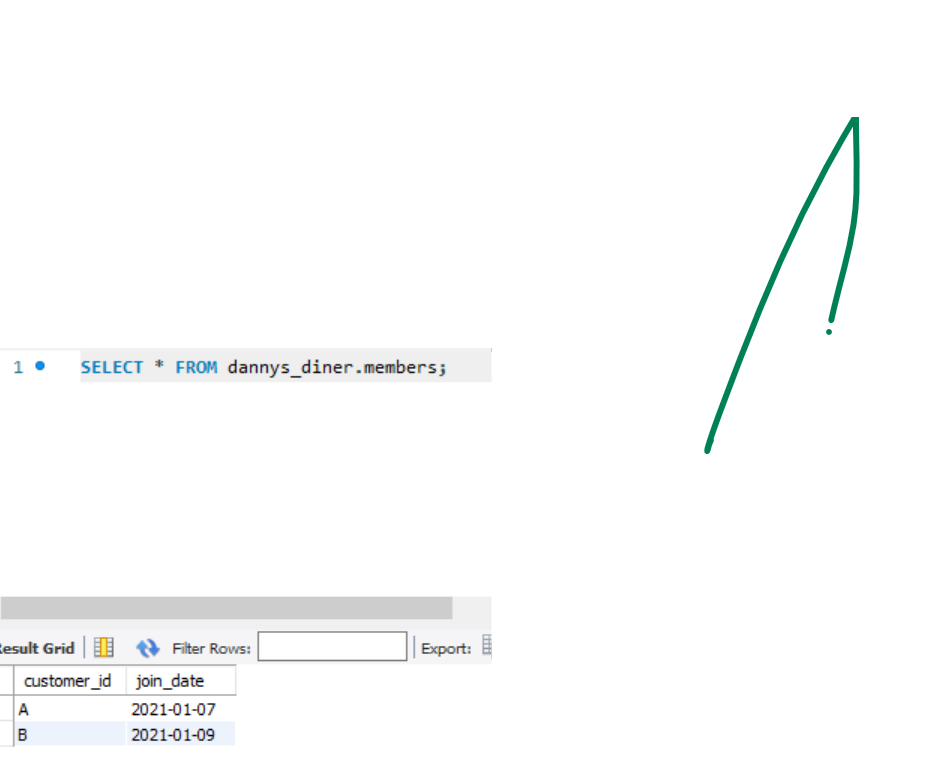 1 SELECT * FROM dannys_diner.members;
Result Grid Filter Rows: Export:
customer_id join_date
A 2021-01-07
B 2021-01-09